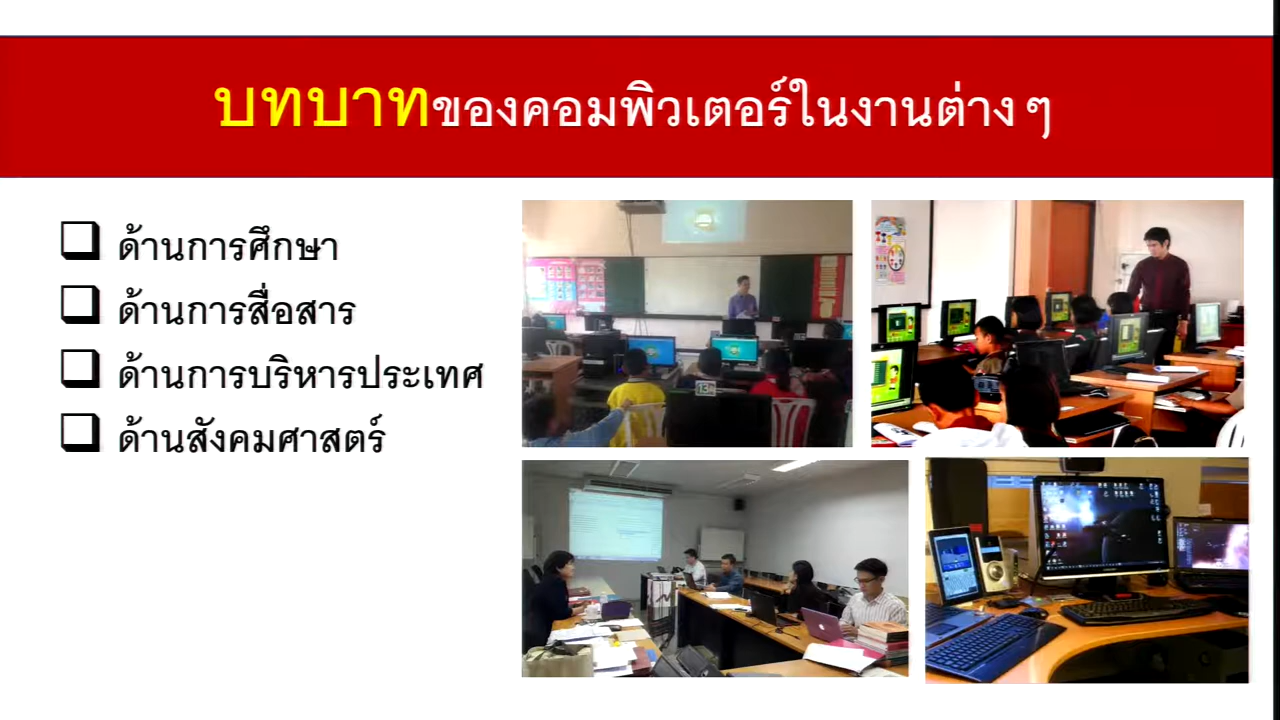 บทบาทของคอมพิวเตอร์ในงานต่างๆ
ด้านการศึกษา
ด้านการสื่อสาร
ด้านการบริหารประเทศ
ด้านสังคมศาสตร์
13